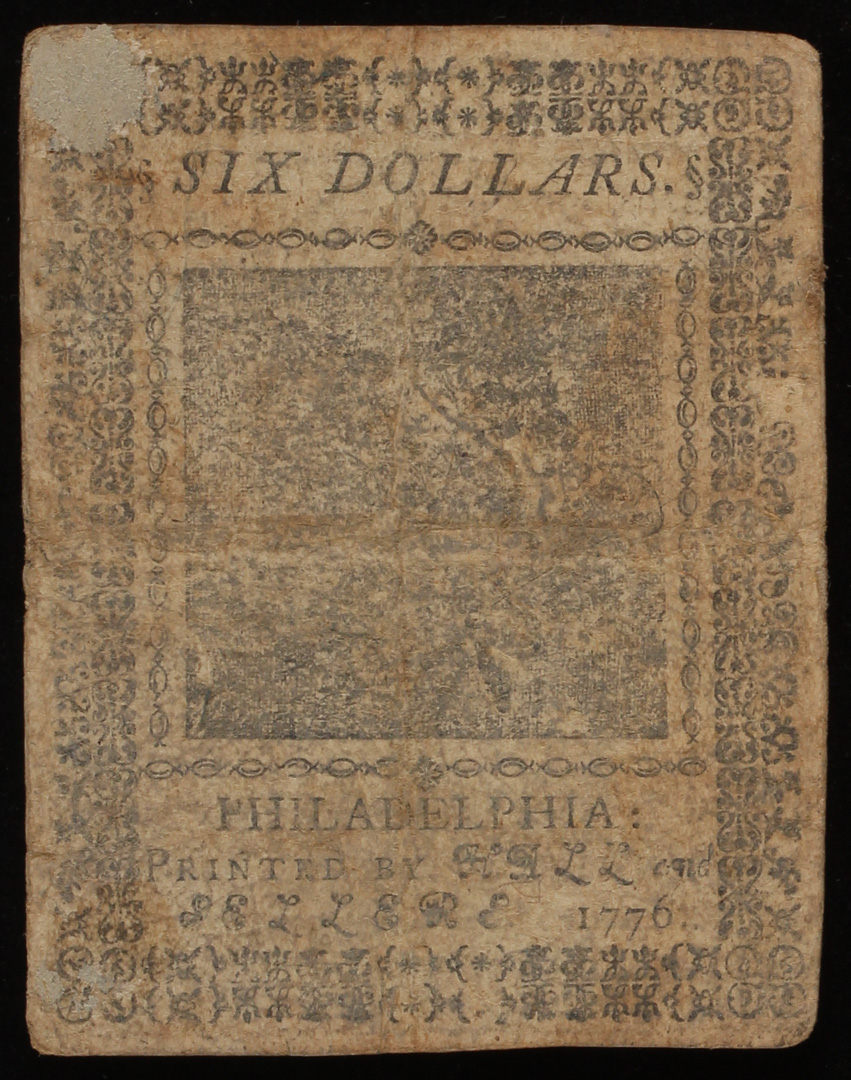 § SIX DOLLARS. §
PHILADELPHIA:
PRINTED BY HALL and
SELLERS 1776.